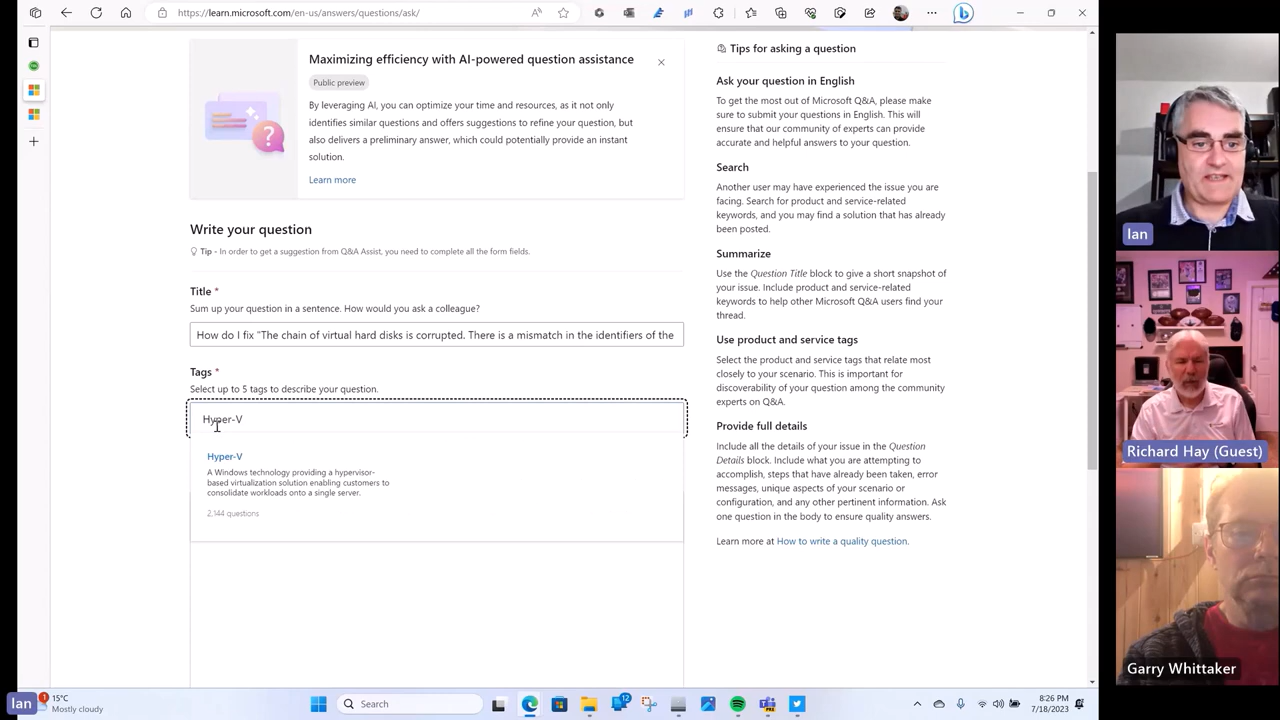 https://learn.microsoft.com/en-us/answers/questions/ask/
Maximizing efficiency with AI-powered question assistance
Public preview
By leveraging AI, you can optimize your time and resources, as it not only
identifies similar questions and offers suggestions to refine your question, but
also delivers a preliminary answer, which could potentially provide an instant
solution.
Learn more
Write your question
Tip - In order to get a suggestion from Q&A Assist, you need to complete all the form fields.
Title *
Sum up your question in a sentence. How would you ask a colleague?
How do I fix "The chain of virtual hard disks is corrupted. There is a mismatch in the identifiers of the
Tags *
Select up to 5 tags to describe your question.
Hyper-V
Hyper-V
A Windows technology providing a hypervisor-
based virtualization solution enabling customers to
consolidate workloads onto a single server.
2,144 questions
Tips for asking a question
Ask your question in English
To get the most out of Microsoft Q&A, please make
sure to submit your questions in English. This will
ensure that our community of experts can provide
accurate and helpful answers to your question.
Search
Another user may have experienced the issue you are
facing. Search for product and service-related
keywords, and you may find a solution that has already
been posted.
Summarize
Use the Question Title block to give a short snapshot of
your issue. Include product and service-related
keywords to help other Microsoft Q&A users find your
thread.
Use product and service tags
Select the product and service tags that relate most
closely to your scenario. This is important for
discoverability of your question among the community
experts on Q&A.
Provide full details
Include all the details of your issue in the Question
Details block. Include what you are attempting to
accomplish, steps that have already been taken, error
messages, unique aspects of your scenario or
configuration, and any other pertinent information. Ask
one question in the body to ensure quality answers.
Learn more at How to write a quality question.
Ian
Richard Hay (Guest)
Garry Whittaker
Ian
1
15°C
Mostly cloudy
Search
12
8:26 PM
7/18/2023